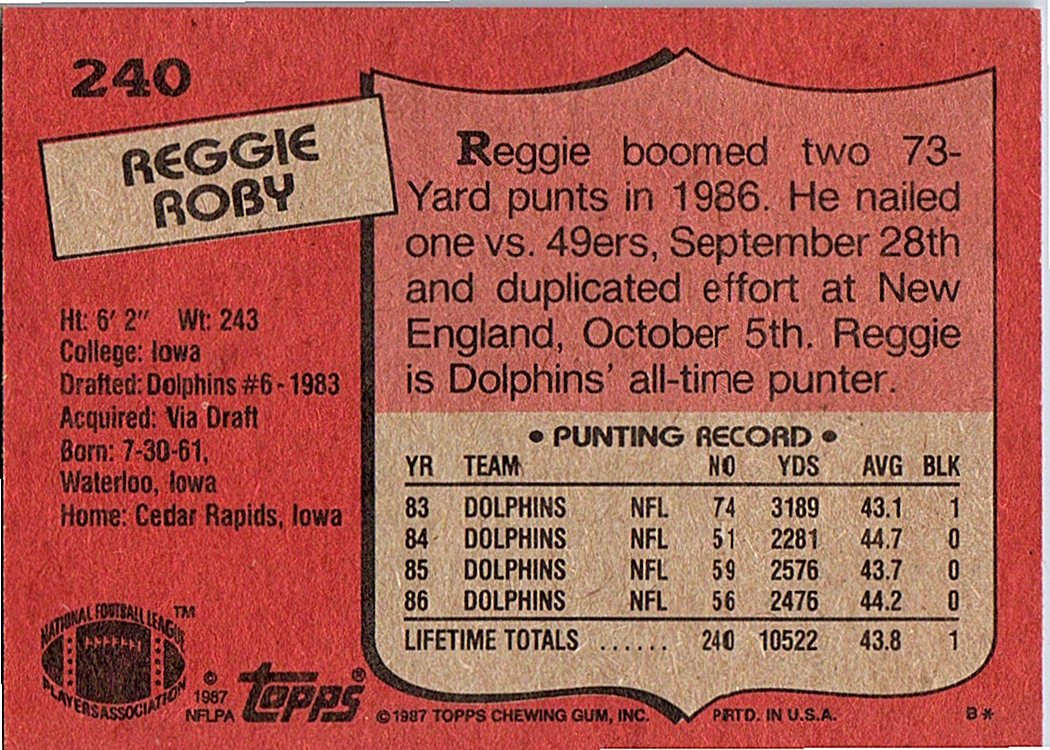 240
REGGIE
ROBY
Ht: 6' 2" Wt: 243
College: Iowa
Drafted: Dolphins #6 - 1983
Acquired: Via Draft
Born: 7-30-61,
Waterloo, Iowa
Home: Cedar Rapids, Iowa
Reggie boomed two 73-
Yard punts in 1986. He nailed
one vs. 49ers, September 28th
and duplicated effort at New
England, October 5th. Reggie
is Dolphins' all-time punter.
• PUNTING RECORD •
YR TEAM NO YDS AVG BLK
83 DOLPHINS NFL 74 3189 43.1 1
84 DOLPHINS NFL 51 2281 44.7 0
85 DOLPHINS NFL 59 2576 43.7 0
86 DOLPHINS NFL 56 2476 44.2 0
LIFETIME TOTALS ...... 240 10522 43.8 1
NATIONAL FOOTBALL LEAGUE ™
PLAYERS ASSOCIATION
© 1987
NFLPA
topps®
© 1987 TOPPS CHEWING GUM, INC. PRTD. IN U.S.A. B*